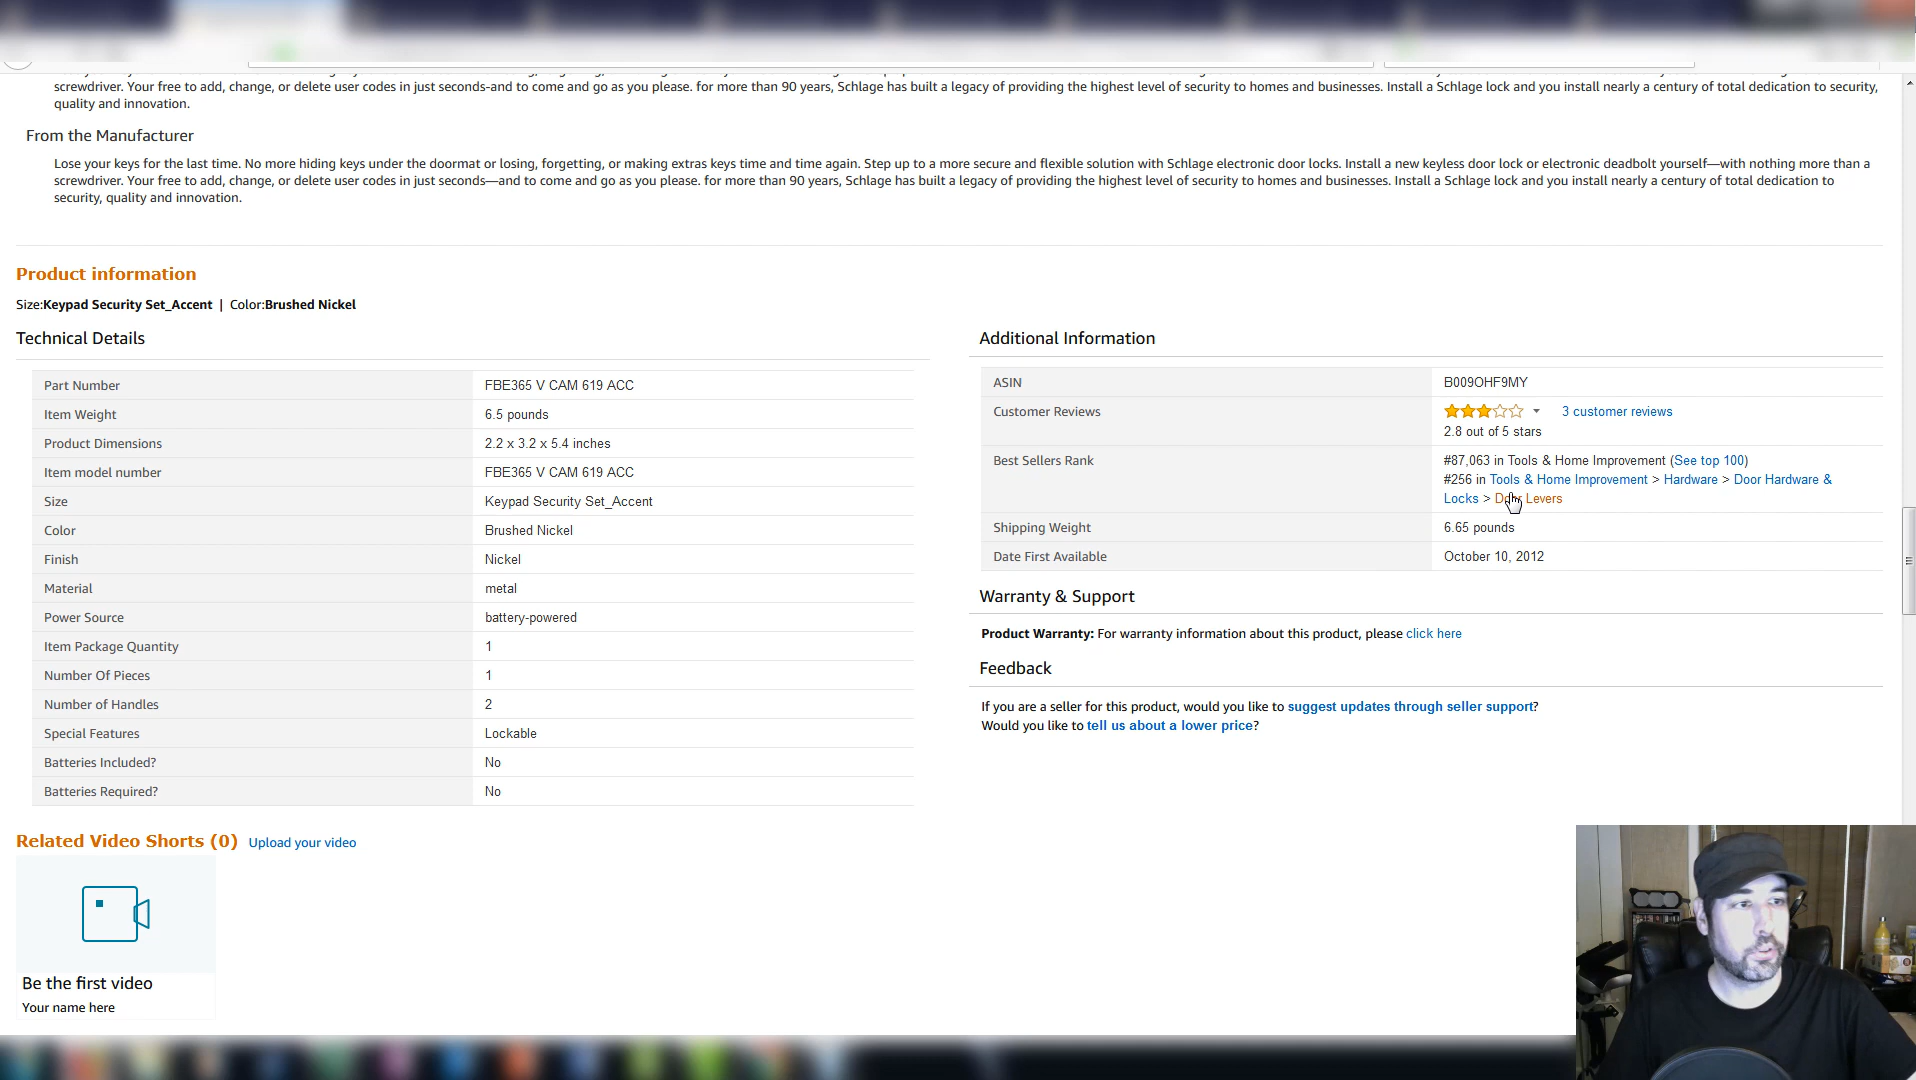 screwdriver. Your free to add, change, or delete user codes in just seconds-and to come and go as you please. for more than 90 years, Schlage has built a legacy of providing the highest level of security to homes and businesses. Install a Schlage lock and you install nearly a century of total dedication to security,
quality and innovation.
From the Manufacturer
Lose your keys for the last time. No more hiding keys under the doormat or losing, forgetting, or making extras keys time and time again. Step up to a more secure and flexible solution with Schlage electronic door locks. Install a new keyless door lock or electronic deadbolt yourself—with nothing more than a
screwdriver. Your free to add, change, or delete user codes in just seconds—and to come and go as you please. for more than 90 years, Schlage has built a legacy of providing the highest level of security to homes and businesses. Install a Schlage lock and you install nearly a century of total dedication to
security, quality and innovation.
Product information
Size:Keypad Security Set_Accent | Color:Brushed Nickel
Technical Details
Part Number FBE365 V CAM 619 ACC
Item Weight 6.5 pounds
Product Dimensions 2.2 x 3.2 x 5.4 inches
Item model number FBE365 V CAM 619 ACC
Size Keypad Security Set_Accent
Color Brushed Nickel
Finish Nickel
Material metal
Power Source battery-powered
Item Package Quantity 1
Number Of Pieces 1
Number of Handles 2
Special Features Lockable
Batteries Included? No
Batteries Required? No
Additional Information
ASIN B009OHF9MY
Customer Reviews 3 customer reviews
2.8 out of 5 stars
Best Sellers Rank #87,063 in Tools & Home Improvement (See top 100)
#256 in Tools & Home Improvement > Hardware > Door Hardware &
Locks > Door Levers
Shipping Weight 6.65 pounds
Date First Available October 10, 2012
Warranty & Support
Product Warranty: For warranty information about this product, please click here
Feedback
If you are a seller for this product, would you like to suggest updates through seller support?
Would you like to tell us about a lower price?
Related Video Shorts (0) Upload your video
Be the first video
Your name here